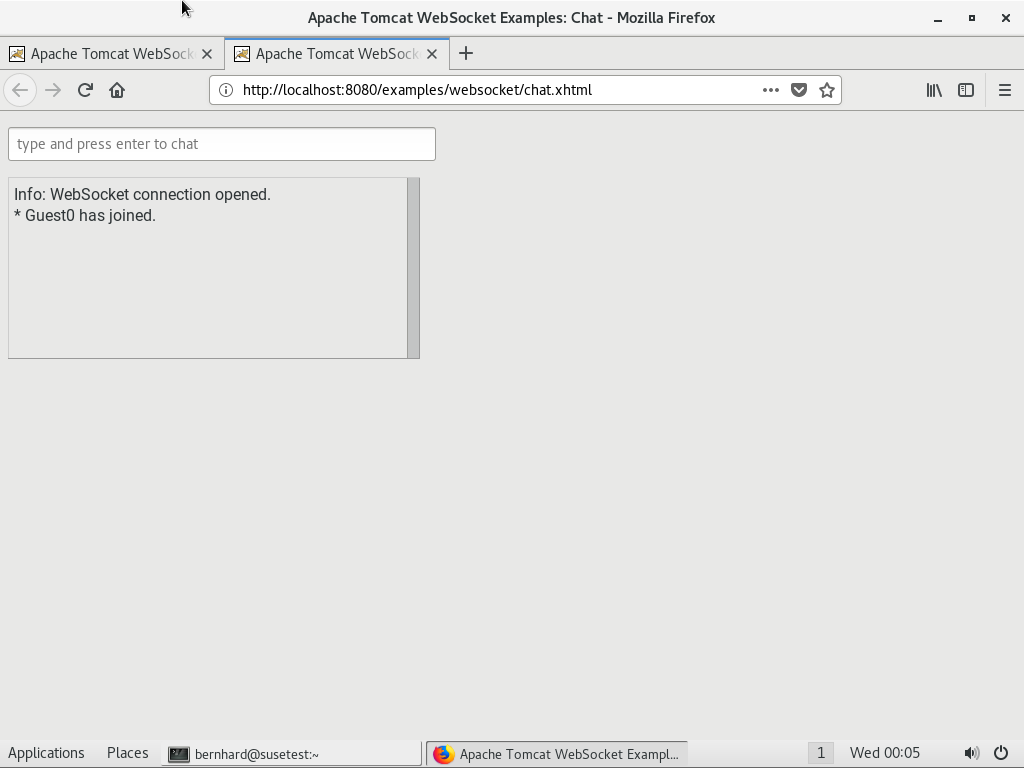 Apache Tomcat WebSocket Examples: Chat - Mozilla Firefox
Apache Tomcat WebSock
Apache Tomcat WebSock
http://localhost:8080/examples/websocket/chat.xhtml
type and press enter to chat
Info: WebSocket connection opened.
* Guest0 has joined.
Applications Places bernhard@susetest:~ Apache Tomcat WebSocket Exampl... 1 Wed 00:05